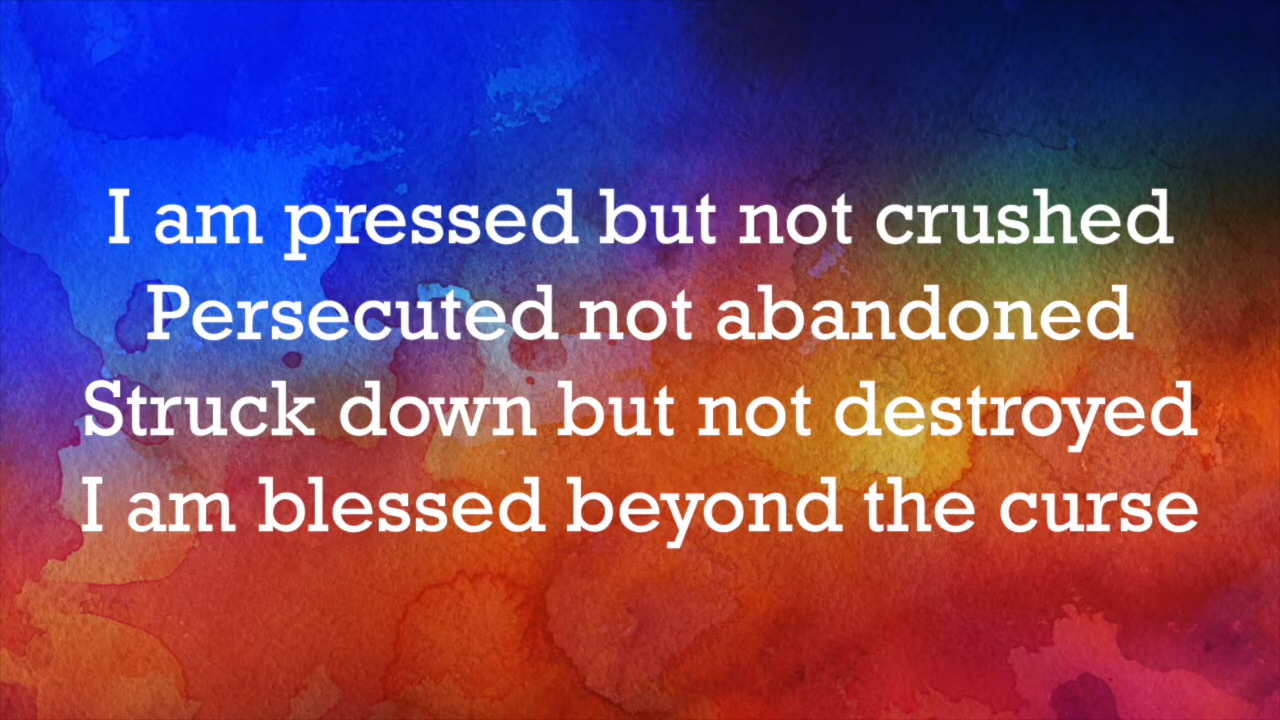 I am pressed but not crushed
Persecuted not abandoned
Struck down but not destroyed
I am blessed beyond the curse